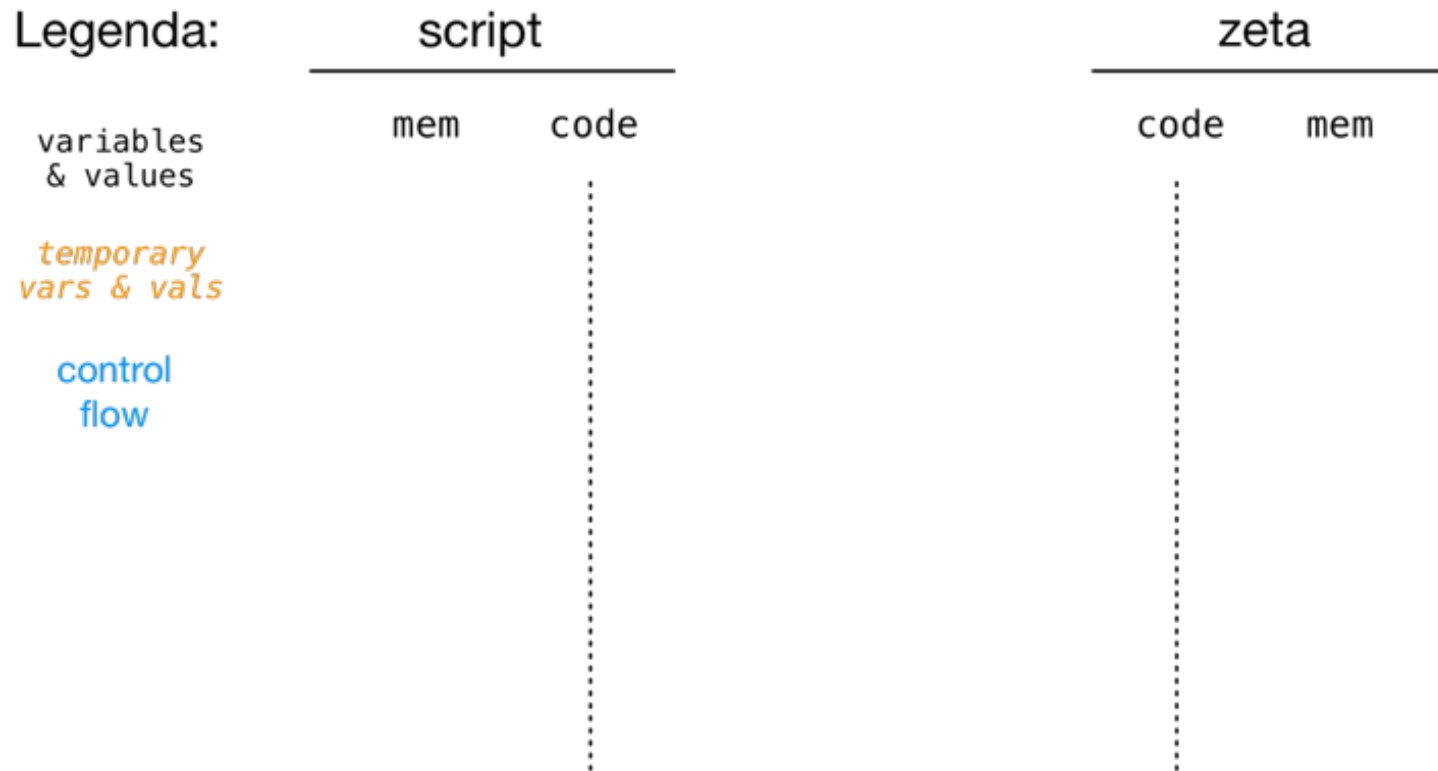 Legenda:
script
zeta
mem code
code mem
variables
& values
temporary
vars & vals
control
flow